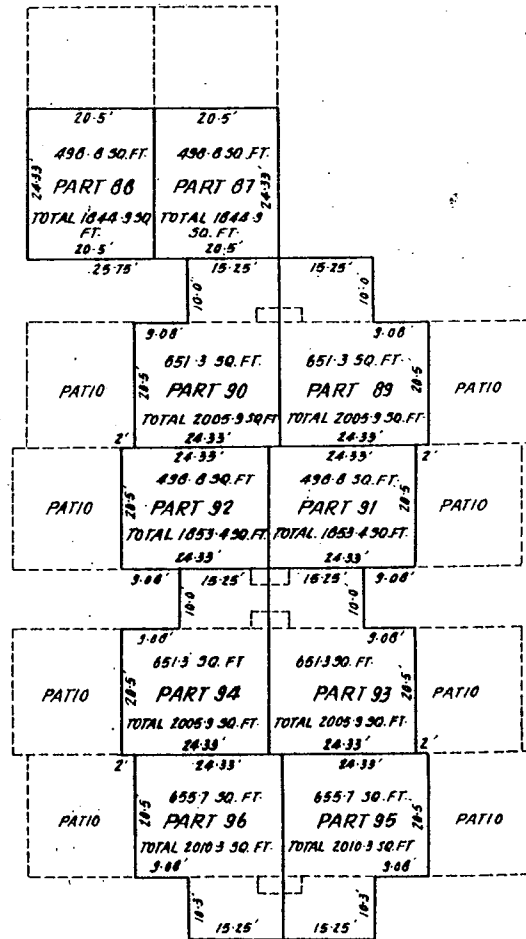 20·5' 20·5'
498·8 SQ.FT. 498·8 SQ.FT.
24·33' PART 88 PART 87 24·33'
TOTAL 1844·9 SQ. FT. TOTAL 1844·9 SQ. FT.
20·5' 20·5'
25·75' 15·25' 15·25'
10·0' 10·0'
9·08' 9·08'
651·3 SQ.FT. 651·3 SQ.FT.
PATIO 20·5' PART 90 PART 89 20·5' PATIO
TOTAL 2005·9 SQ FT TOTAL 2005·9 SQ.FT.
2' 24·33' 24·33' 2'
24·33' 24·33'
498·8 SQ.FT 498·8 SQ.FT
PATIO 20·5' PART 92 PART 91 20·5' PATIO
TOTAL 1853·4 SQ.FT. TOTAL 1853·4 SQ.FT.
24·33' 24·33'
9·08' 15·25' 15·25' 9·08'
10·0' 10·0'
9·08' 9·08'
651·3 SQ. FT 651·3 SQ. FT
PATIO 20·5' PART 94 PART 93 20·5' PATIO
TOTAL 2005·9 SQ.FT. TOTAL 2005·9 SQ.FT.
24·33' 24·33'
2' 24·33' 24·33' 2'
655·7 SQ.FT. 655·7 SQ.FT.
PATIO 20·5' PART 96 PART 95 20·5' PATIO
TOTAL 2010·3 SQ.FT. TOTAL 2010·3 SQ.FT.
9·08' 9·08'
10·3' 10·3'
15·25' 15·25'